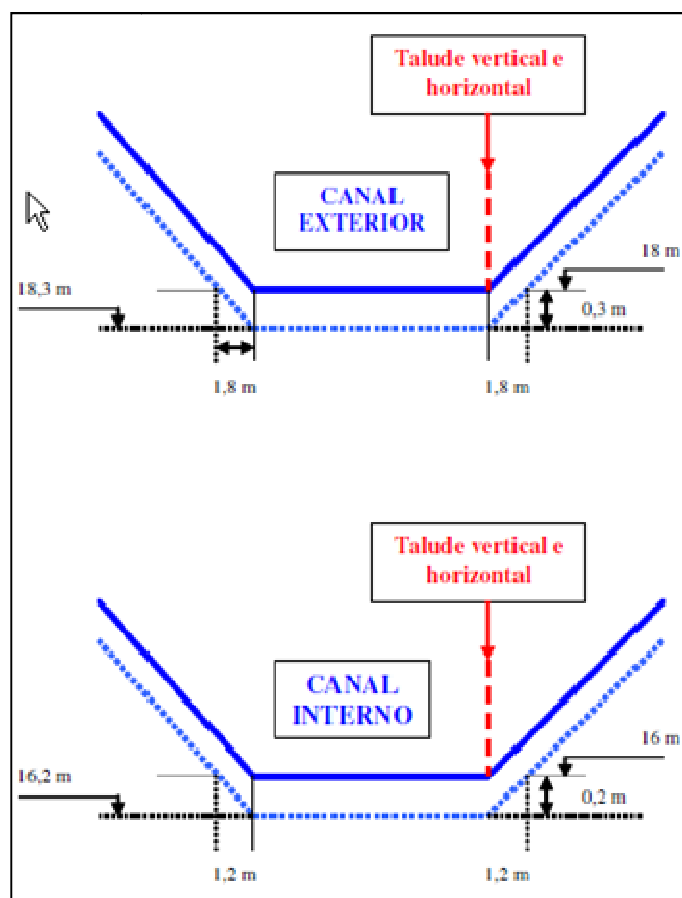 Talude vertical e
horizontal
CANAL
EXTERIOR
18 m
18,3 m
0,3 m
1,8 m
1,8 m
Talude vertical e
horizontal
CANAL
INTERNO
16 m
16,2 m
0,2 m
1,2 m
1,2 m